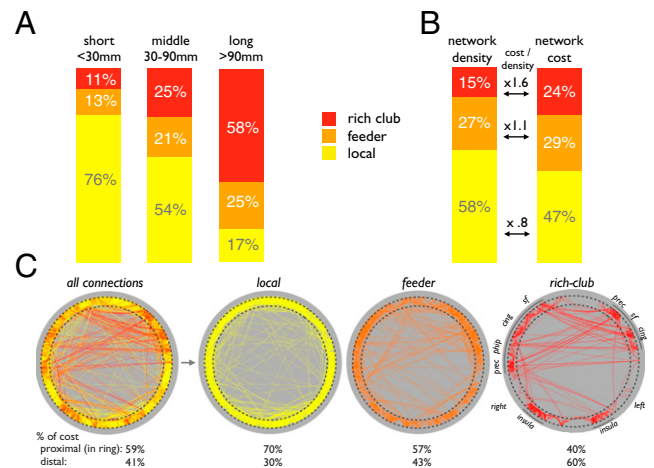 A
short
<30mm
middle
30-90mm
long
>90mm
11%
13%
76%
25%
21%
54%
58%
25%
17%
rich club
feeder
local
B
network
density
cost /
density
network
cost
15%
27%
58%
x1.6
x1.1
x .8
24%
29%
47%
C
all connections
local
feeder
rich-club
sf
cing
phip
prec
right
insula
prec
sf
cing
left
insula
% of cost
proximal (in ring): 59% 70% 57% 40%
distal: 41% 30% 43% 60%